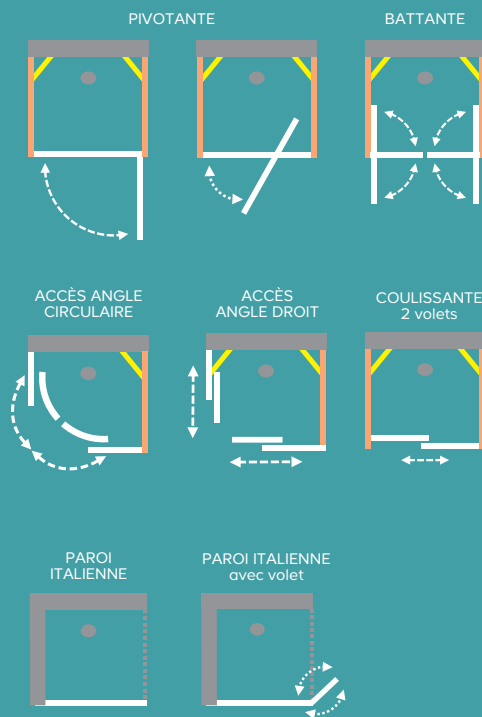 PIVOTANTE
BATTANTE
ACCÈS ANGLE
CIRCULAIRE
ACCÈS
ANGLE DROIT
COULISSANTE
2 volets
PAROI
ITALIENNE
PAROI ITALIENNE
avec volet